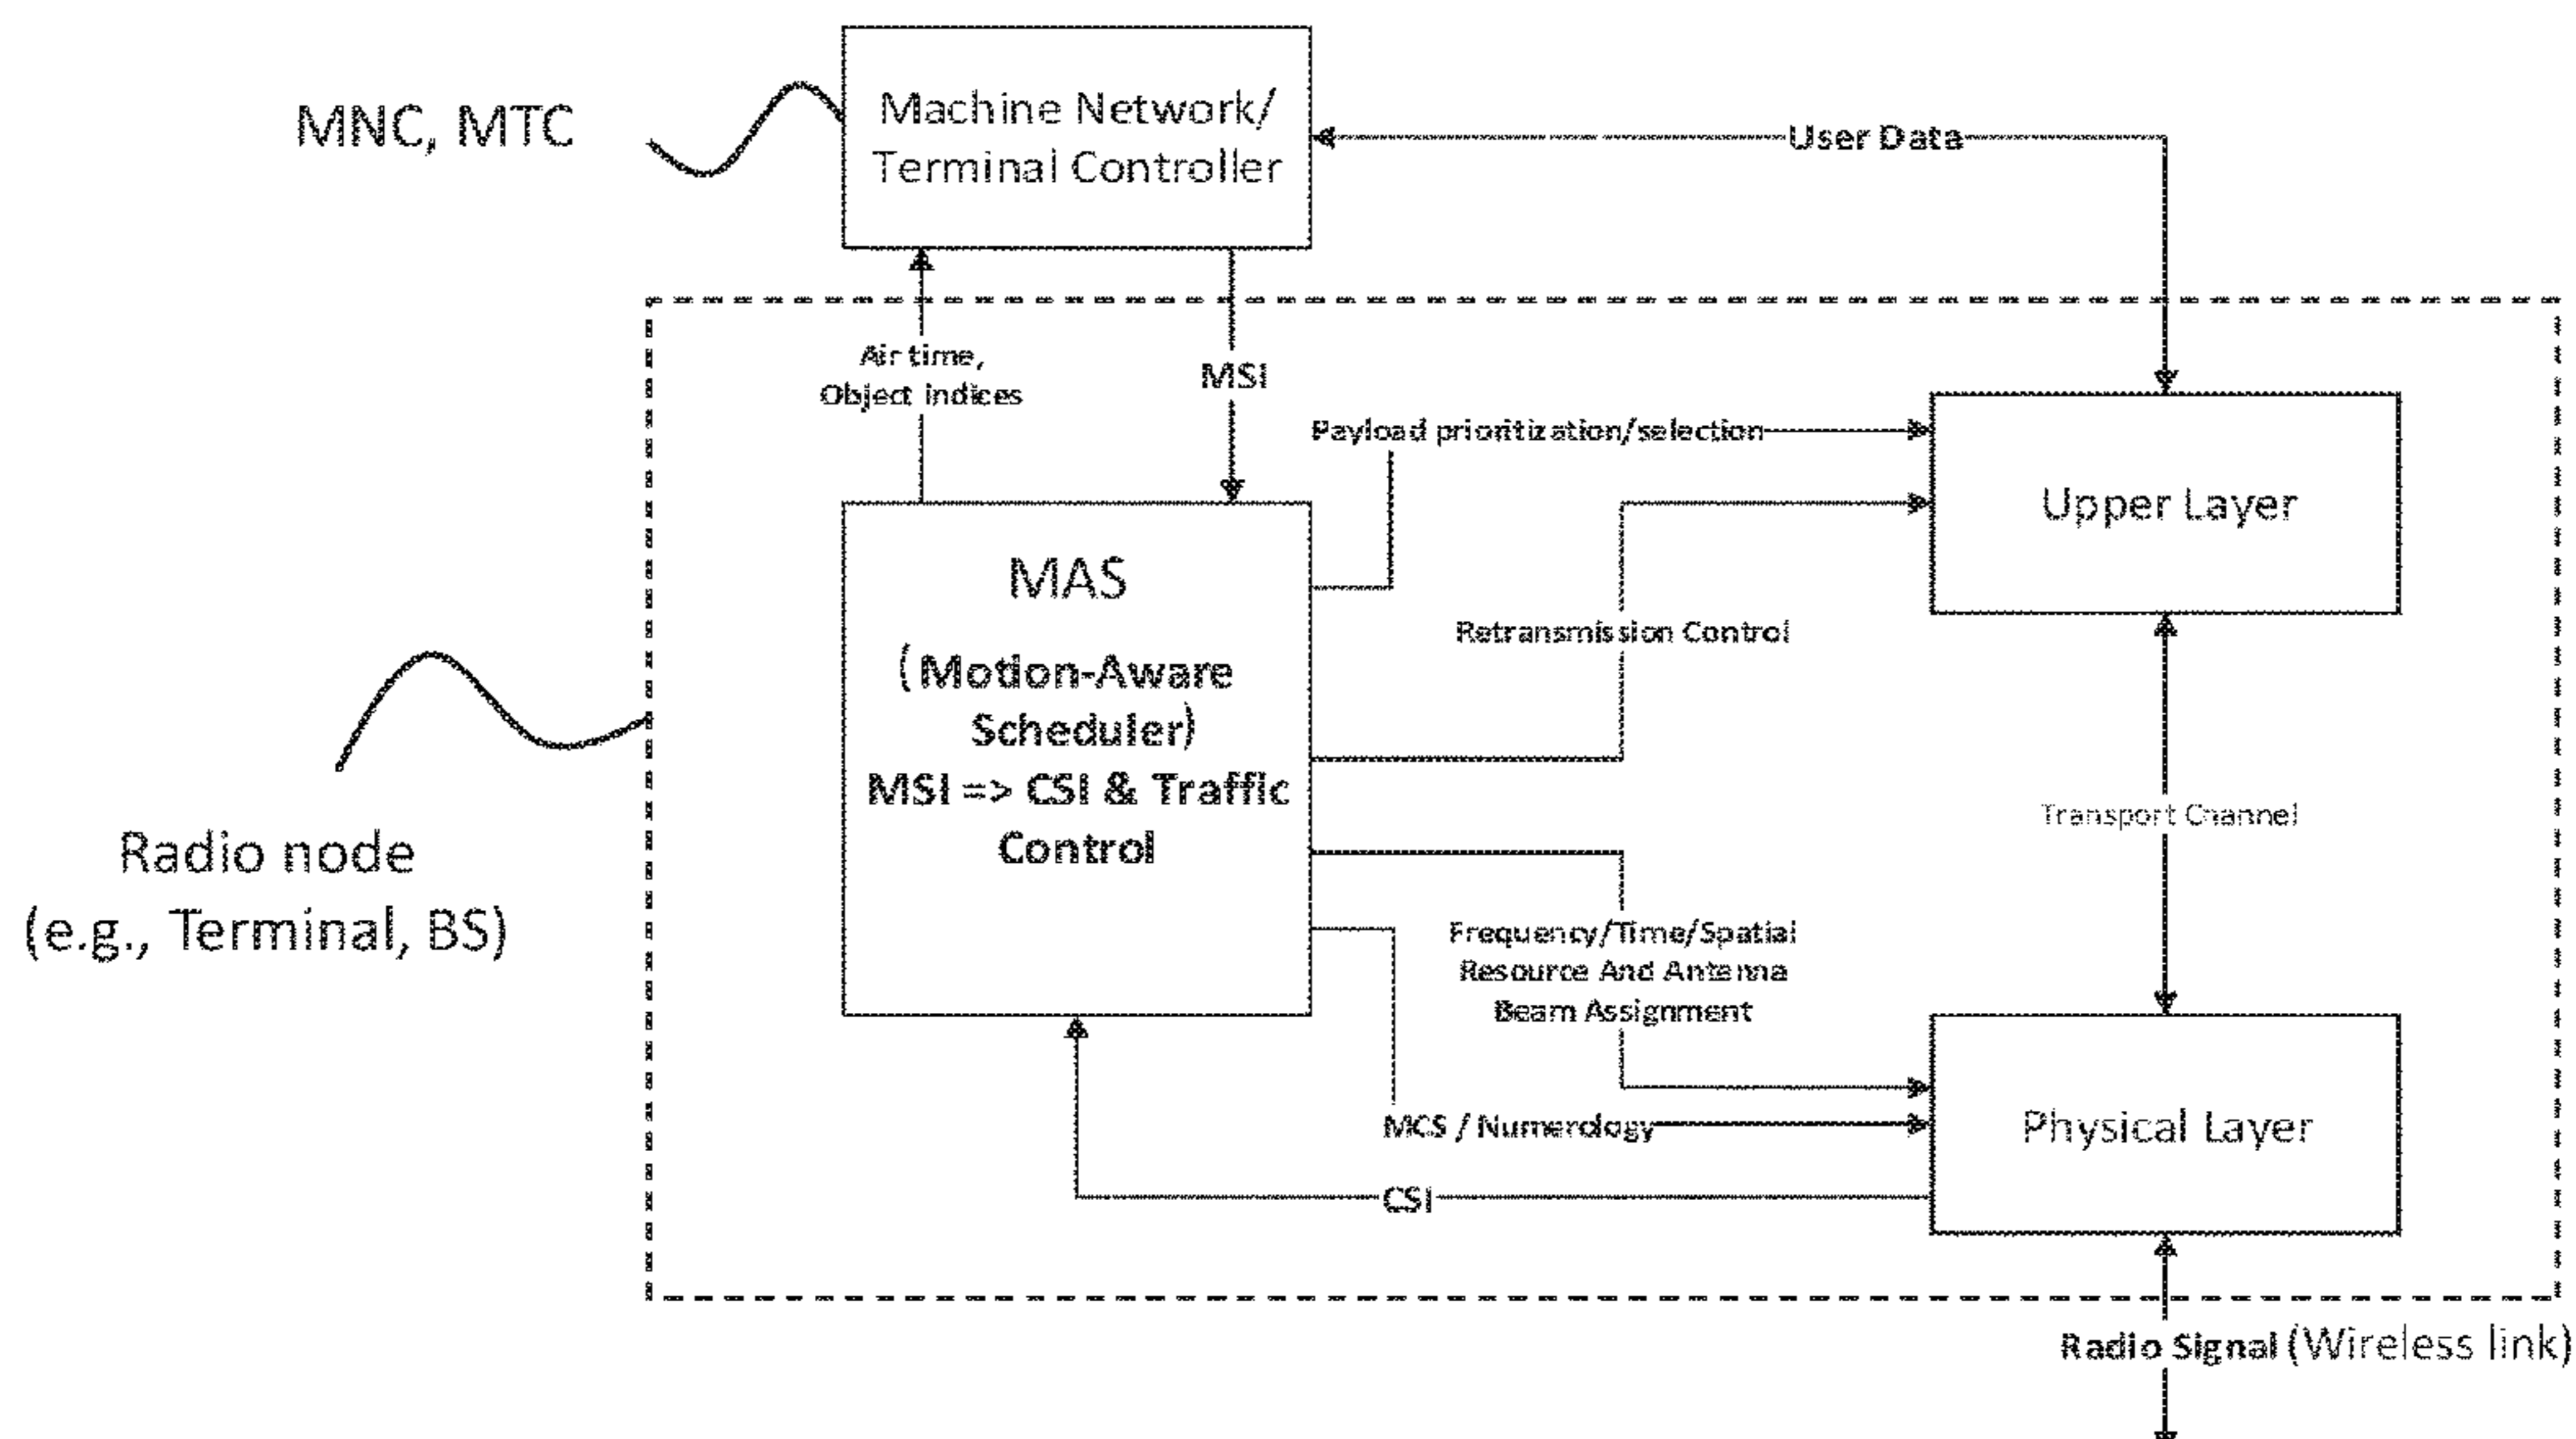 MNC, MTC
Machine Network/
Terminal Controller
User Data
Air time,
Object indices
MSI
Payload prioritization/selection
Upper Layer
MAS
(Motion-Aware
Scheduler)
MSI => CSI & Traffic
Control
Retransmission Control
Radio node
(e.g., Terminal, BS)
Transport Channel
Frequency/Time/Spatial
Resource And Antenna
Beam Assignment
MCS / Numerology
Physical Layer
CSI
Radio Signal (Wireless link)